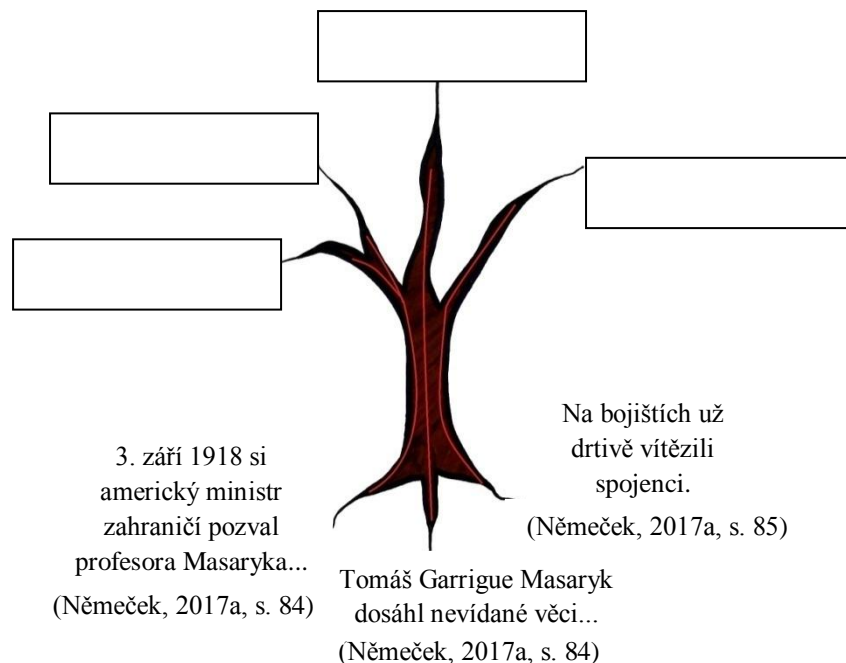 3. září 1918 si
americký ministr
zahraničí pozval
profesora Masaryka...
(Němeček, 2017a, s. 84)
Tomáš Garrigue Masaryk
dosáhl nevídané věci...
(Němeček, 2017a, s. 84)
Na bojištích už
drtivě vítězili
spojenci.
(Němeček, 2017a, s. 85)